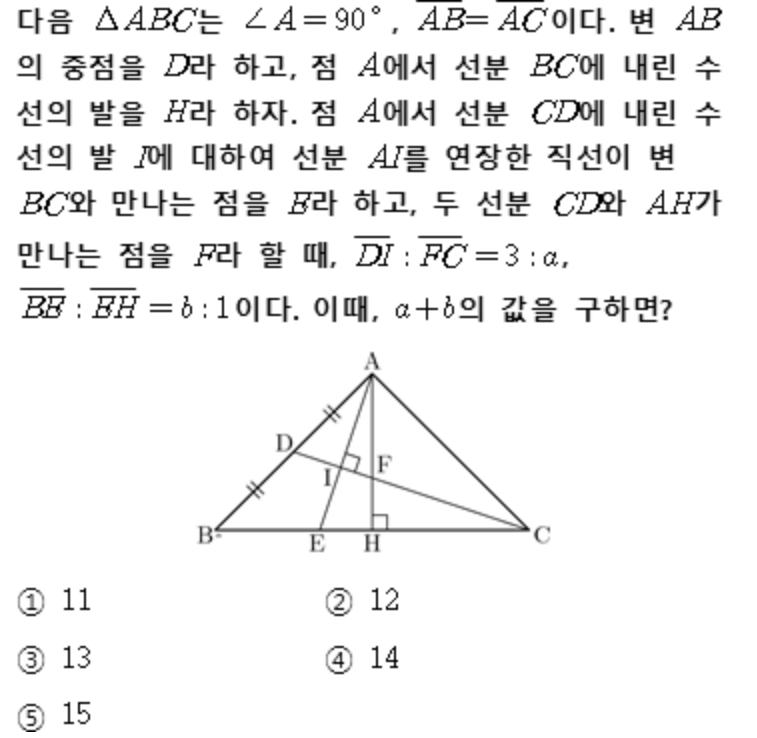 다음 △ABC는 ∠A=90°, AB=AC이다. 변 AB
의 중점을 D라 하고, 점 A에서 선분 BC에 내린 수
선의 발을 H라 하자. 점 A에서 선분 CD에 내린 수
선의 발 I에 대하여 선분 AI를 연장한 직선이 변
BC와 만나는 점을 E라 하고, 두 선분 CD와 AH가
만나는 점을 F라 할 때, DI : FC = 3 : a,
BE : EH = b : 1이다. 이때, a+b의 값을 구하면?
A
D
I
F
B
E
H
C
① 11 ② 12
③ 13 ④ 14
⑤ 15